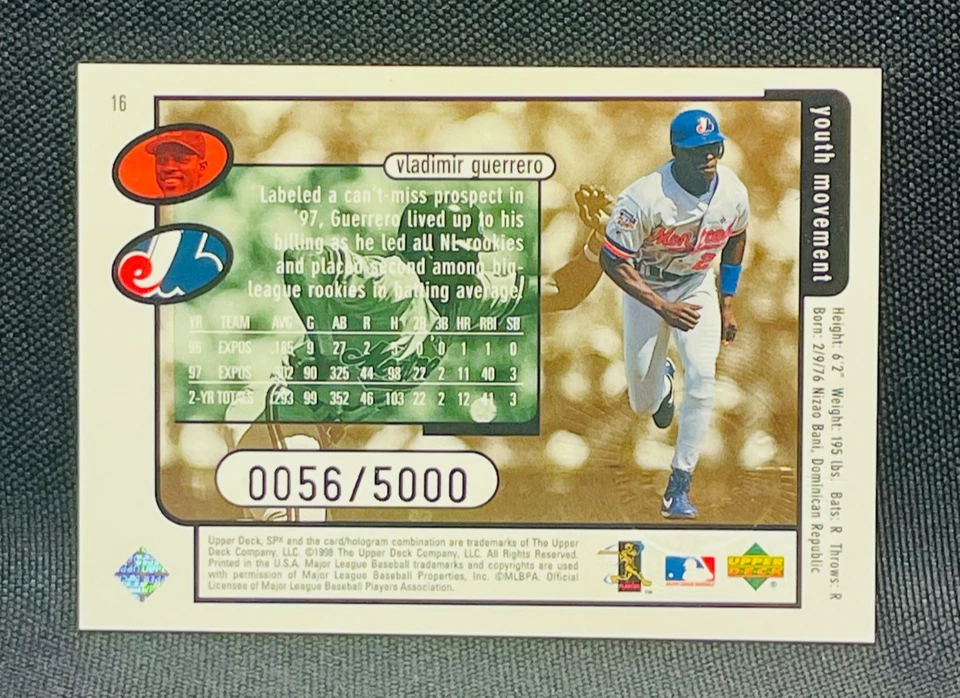 16
youth movement
vladimir guerrero
Labeled a can't-miss prospect in
'97, Guerrero lived up to his
billing as he led all NL rookies
and placed second among big-
league rookies in batting average.
YR TEAM AVG G AB R H 2B 3B HR RBI SB
96 EXPOS .185 9 27 2 5 0 0 1 1 0
97 EXPOS .302 90 325 44 98 22 2 11 40 3
2-YR TOTALS .293 99 352 46 103 22 2 12 41 3
Height: 6'2" Weight: 195 lbs. Bats: R Throws: R
Born: 2/9/76 Nizao Bani, Dominican Republic
Montreal
2
0056/5000
Upper Deck, SPx and the card/hologram combination are trademarks of The Upper
Deck Company, LLC. ©1998 The Upper Deck Company, LLC. All Rights Reserved.
Printed in the U.S.A. Major League Baseball trademarks and copyrights are used
with permission of Major League Baseball Properties, Inc. ©MLBPA. Official
Licensee of Major League Baseball Players Association.
PLAYERS
TM
UPPER DECK
®